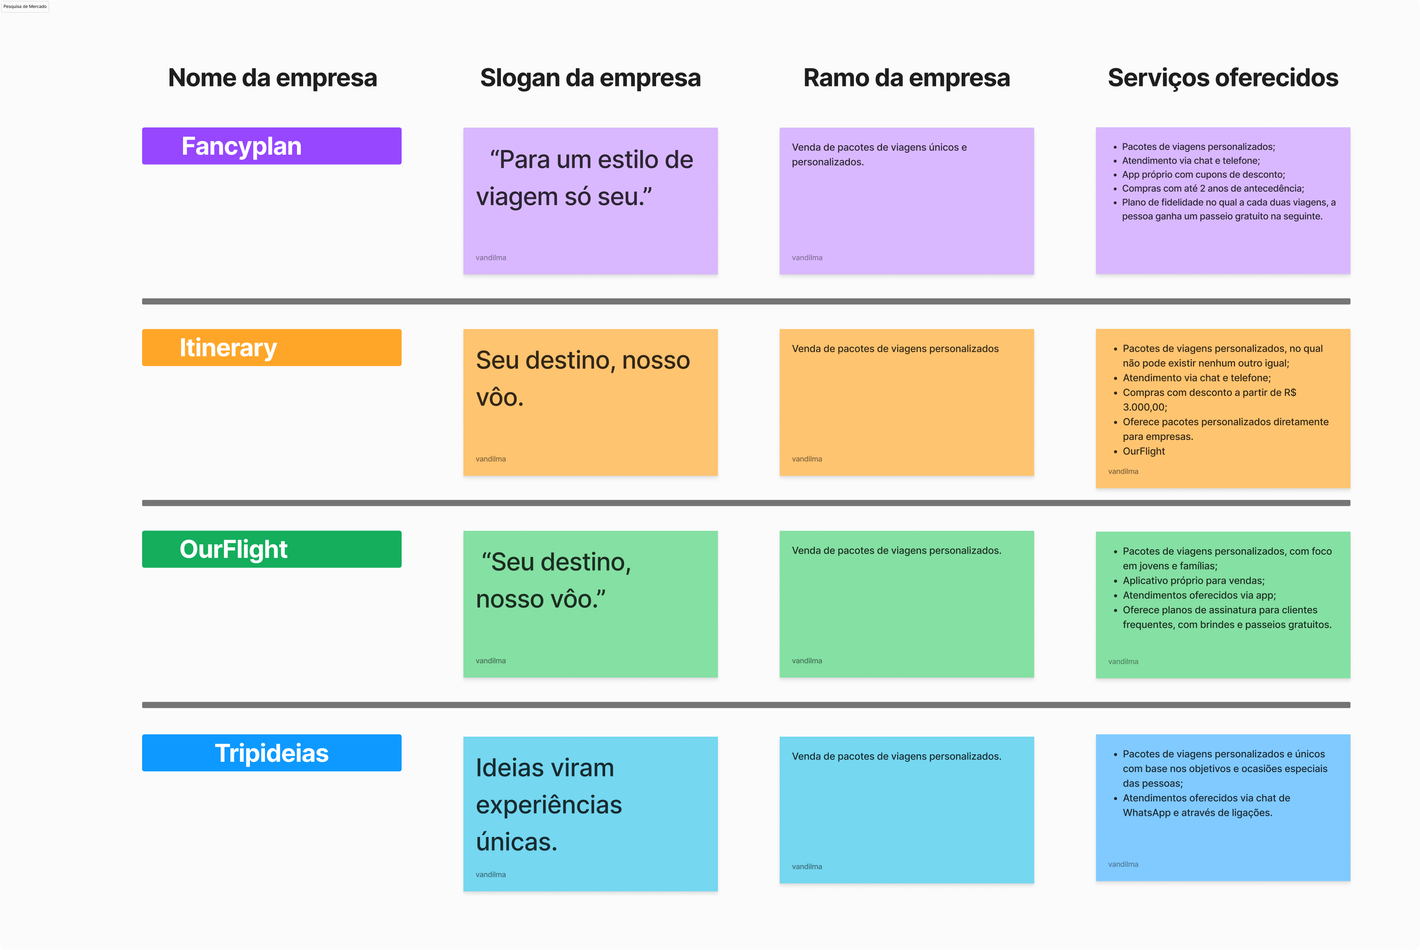 Pesquisa de Mercado
Nome da empresa
Slogan da empresa
Ramo da empresa
Serviços oferecidos
Fancyplan
“Para um estilo de
viagem só seu.”
vandilma
Venda de pacotes de viagens únicos e
personalizados.
vandilma
• Pacotes de viagens personalizados;
• Atendimento via chat e telefone;
• App próprio com cupons de desconto;
• Compras com até 2 anos de antecedência;
• Plano de fidelidade no qual a cada duas viagens, a
pessoa ganha um passeio gratuito na seguinte.
Itinerary
Seu destino, nosso
vôo.
vandilma
Venda de pacotes de viagens personalizados
vandilma
• Pacotes de viagens personalizados, no qual
não pode existir nenhum outro igual;
• Atendimento via chat e telefone;
• Compras com desconto a partir de R$
3.000,00;
• Oferece pacotes personalizados diretamente
para empresas.
• OurFlight
vandilma
OurFlight
“Seu destino,
nosso vôo.”
vandilma
Venda de pacotes de viagens personalizados.
vandilma
• Pacotes de viagens personalizados, com foco
em jovens e famílias;
• Aplicativo próprio para vendas;
• Atendimentos oferecidos via app;
• Oferece planos de assinatura para clientes
frequentes, com brindes e passeios gratuitos.
vandilma
Tripideias
Ideias viram
experiências
únicas.
vandilma
Venda de pacotes de viagens personalizados.
vandilma
• Pacotes de viagens personalizados e únicos
com base nos objetivos e ocasiões especiais
das pessoas;
• Atendimentos oferecidos via chat de
WhatsApp e através de ligações.
vandilma